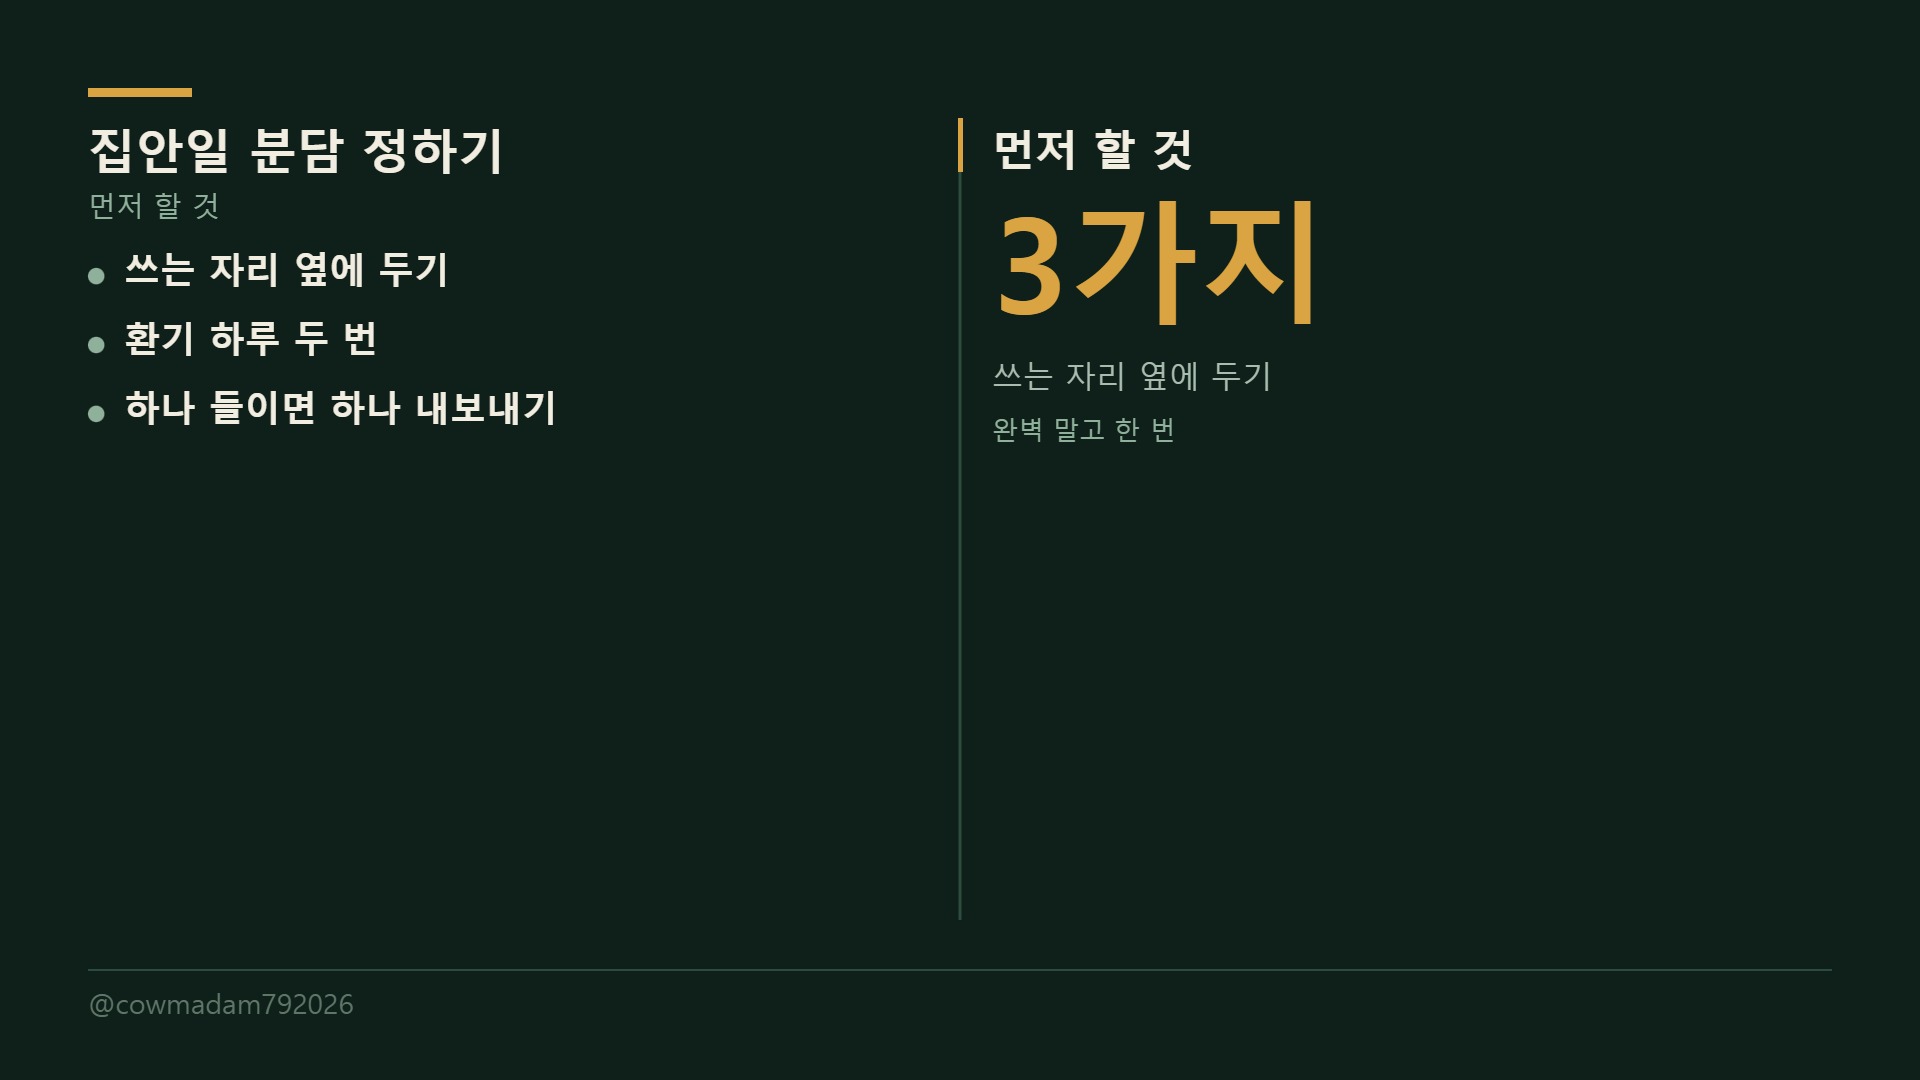 집안일 분담 정하기
먼저 할 것
쓰는 자리 옆에 두기
환기 하루 두 번
하나 들이면 하나 내보내기
먼저 할 것
3가지
쓰는 자리 옆에 두기
완벽 말고 한 번
@cowmadam792026